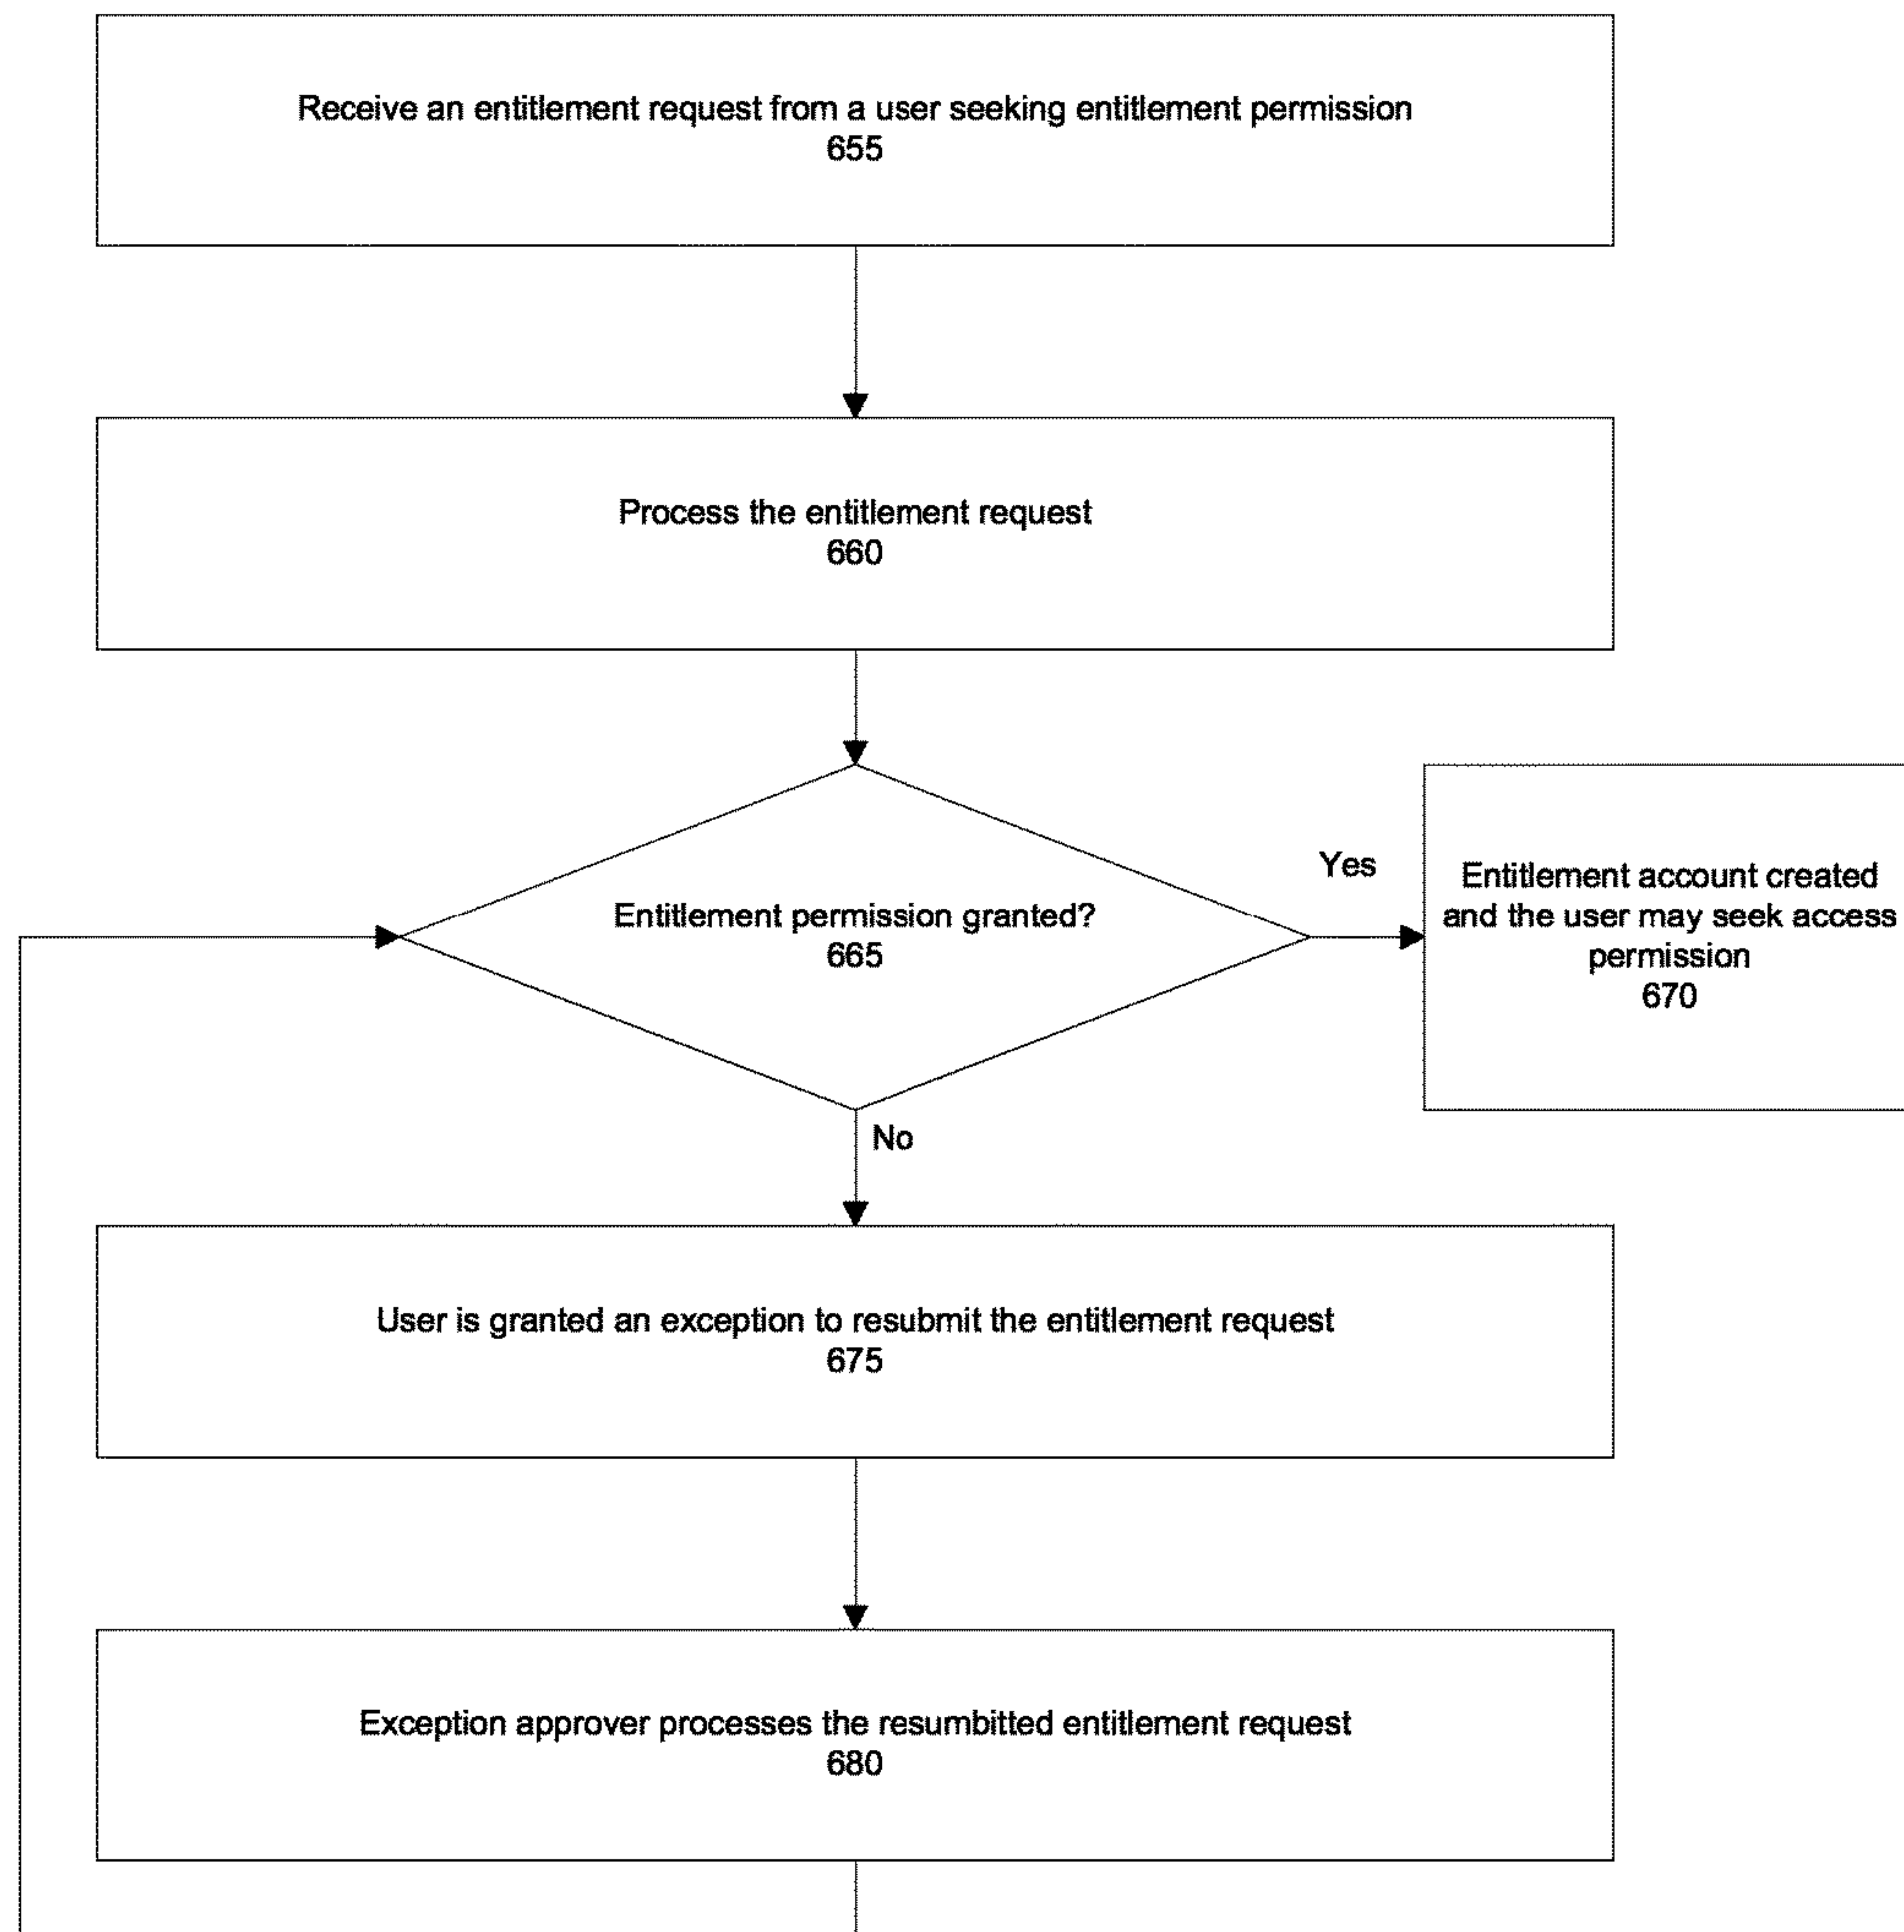 Receive an entitlement request from a user seeking entitlement permission
655
Process the entitlement request
660
Entitlement permission granted?
665
Yes
Entitlement account created
and the user may seek access
permission
670
No
User is granted an exception to resubmit the entitlement request
675
Exception approver processes the resumbitted entitlement request
680